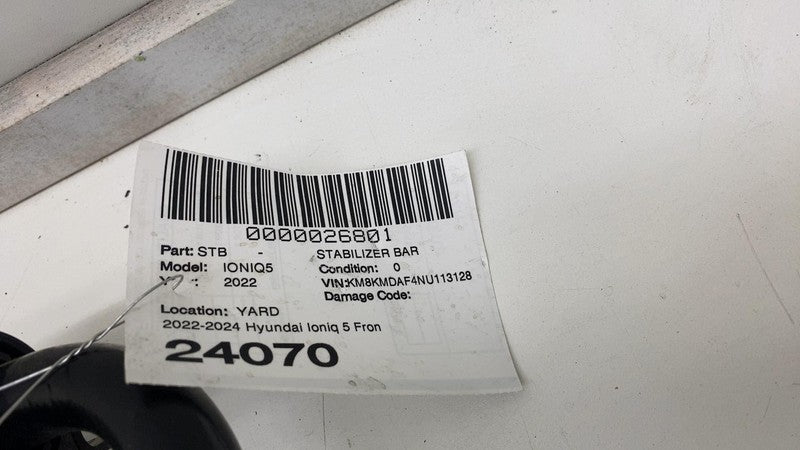 0000026801
Part: STB - STABILIZER BAR
Model: IONIQ5 Condition: 0
: 2022 VIN:KM8KMDAF4NU113128
Damage Code:
Location: YARD
2022-2024 Hyundai Ioniq 5 Fron
24070